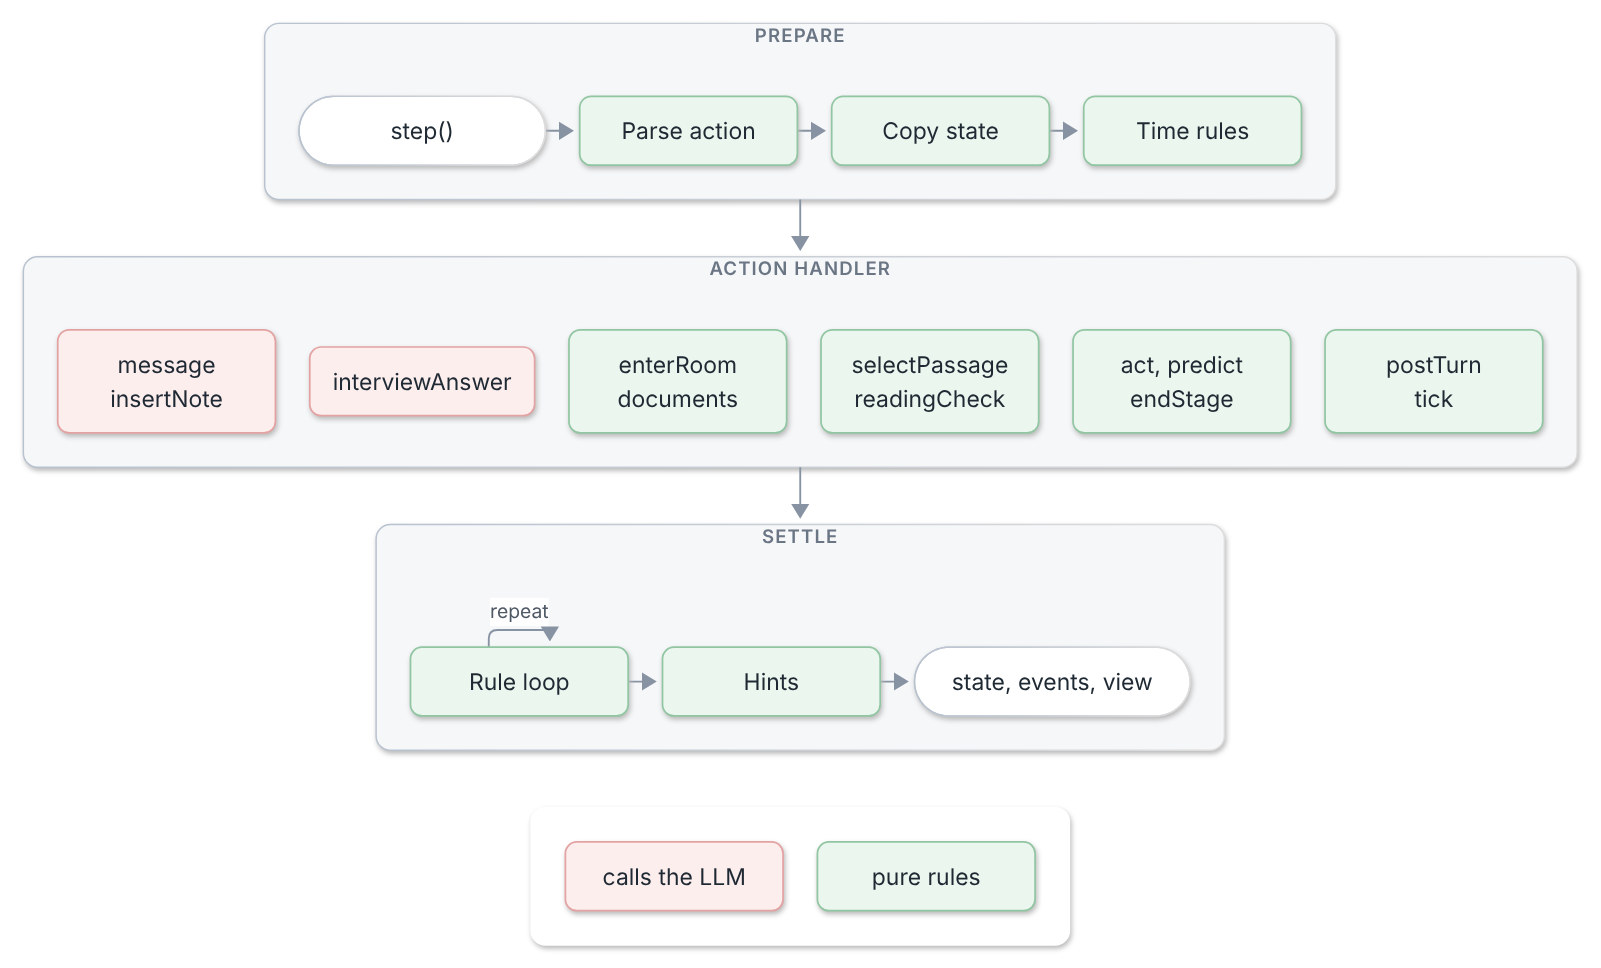 PREPARE
step()
Parse action
Copy state
Time rules
ACTION HANDLER
message
insertNote
interviewAnswer
enterRoom
documents
selectPassage
readingCheck
act, predict
endStage
postTurn
tick
SETTLE
repeat
Rule loop
Hints
state, events, view
calls the LLM
pure rules